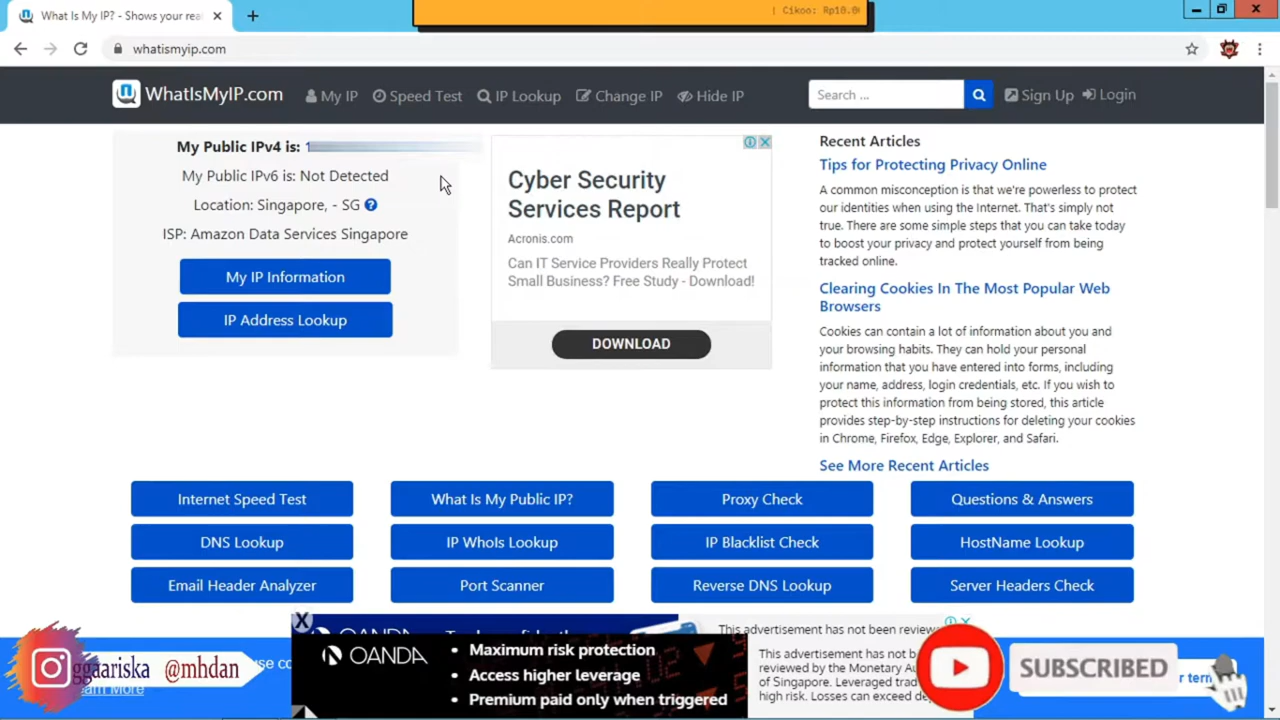 What Is My IP? - Shows your rea
| Cikoo: Rp10.0
whatismyip.com
WhatIsMyIP.com
My IP
Speed Test
IP Lookup
Change IP
Hide IP
Search ...
Sign Up
Login
My Public IPv4 is: 1
My Public IPv6 is: Not Detected
Location: Singapore, - SG
ISP: Amazon Data Services Singapore
My IP Information
IP Address Lookup
Cyber Security
Services Report
Acronis.com
Can IT Service Providers Really Protect
Small Business? Free Study - Download!
DOWNLOAD
Recent Articles
Tips for Protecting Privacy Online
A common misconception is that we're powerless to protect
our identities when using the Internet. That's simply not
true. There are some simple steps that you can take today
to boost your privacy and protect yourself from being
tracked online.
Clearing Cookies In The Most Popular Web
Browsers
Cookies can contain a lot of information about you and
your browsing habits. They can hold your personal
information that you have entered into forms, including
your name, address, login credentials, etc. If you wish to
protect this information from being stored, this article
provides step-by-step instructions for deleting your cookies
in Chrome, Firefox, Edge, Explorer, and Safari.
See More Recent Articles
Internet Speed Test
What Is My Public IP?
Proxy Check
Questions & Answers
DNS Lookup
IP WhoIs Lookup
IP Blacklist Check
HostName Lookup
Email Header Analyzer
Port Scanner
Reverse DNS Lookup
Server Headers Check
X
OANDA
OANDA
Maximum risk protection
Access higher leverage
Premium paid only when triggered
This advertisement has not been review
This advertisement has not be
reviewed by the Monetary Au
of Singapore. Leveraged trad
high risk. Losses can exceed de
ggaariska @mhdan
use co
earn More
SUBSCRIBED
r term